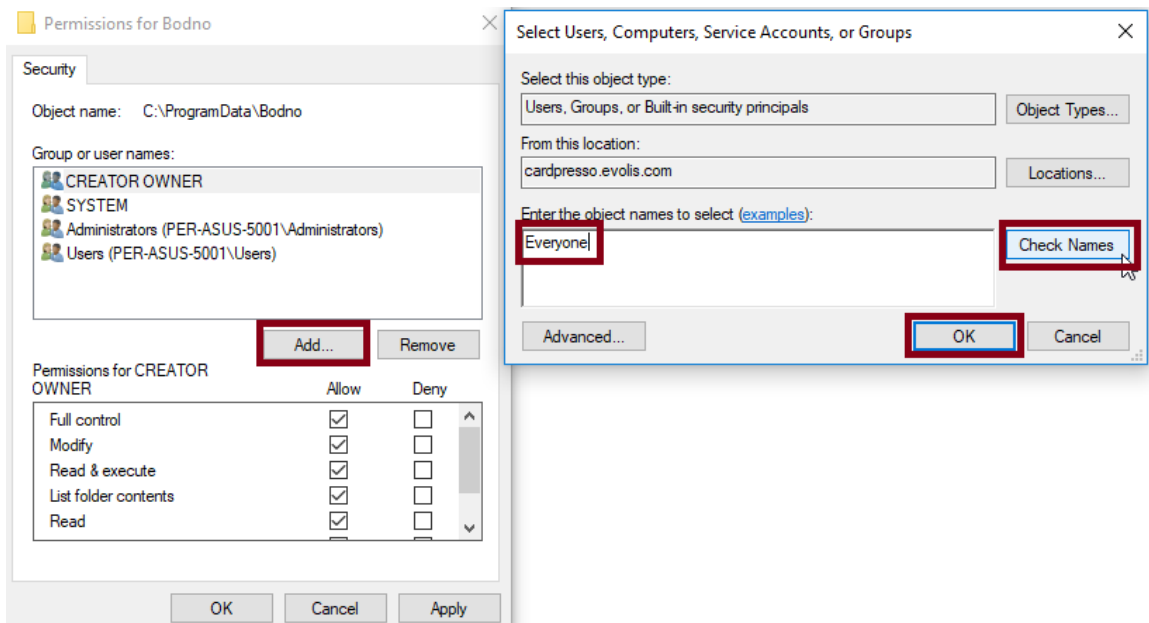 Permissions for Bodno
Security
Object name: C:\ProgramData\Bodno
Group or user names:
CREATOR OWNER
SYSTEM
Administrators (PER-ASUS-5001\Administrators)
Users (PER-ASUS-5001\Users)
Add...
Remove
Permissions for CREATOR
OWNER
Allow
Deny
Full control
Modify
Read & execute
List folder contents
Read
OK
Cancel
Apply
Select Users, Computers, Service Accounts, or Groups
Select this object type:
Users, Groups, or Built-in security principals
Object Types...
From this location:
cardpresso.evolis.com
Locations...
Enter the object names to select (examples):
Everyone
Check Names
Advanced...
OK
Cancel